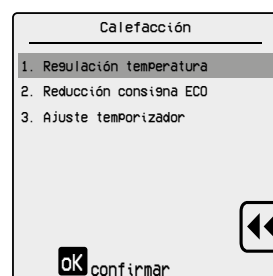 Calefacción
1. Regulación temperatura
2. Reducción consigna ECO
3. Ajuste temporizador
OK confirmar